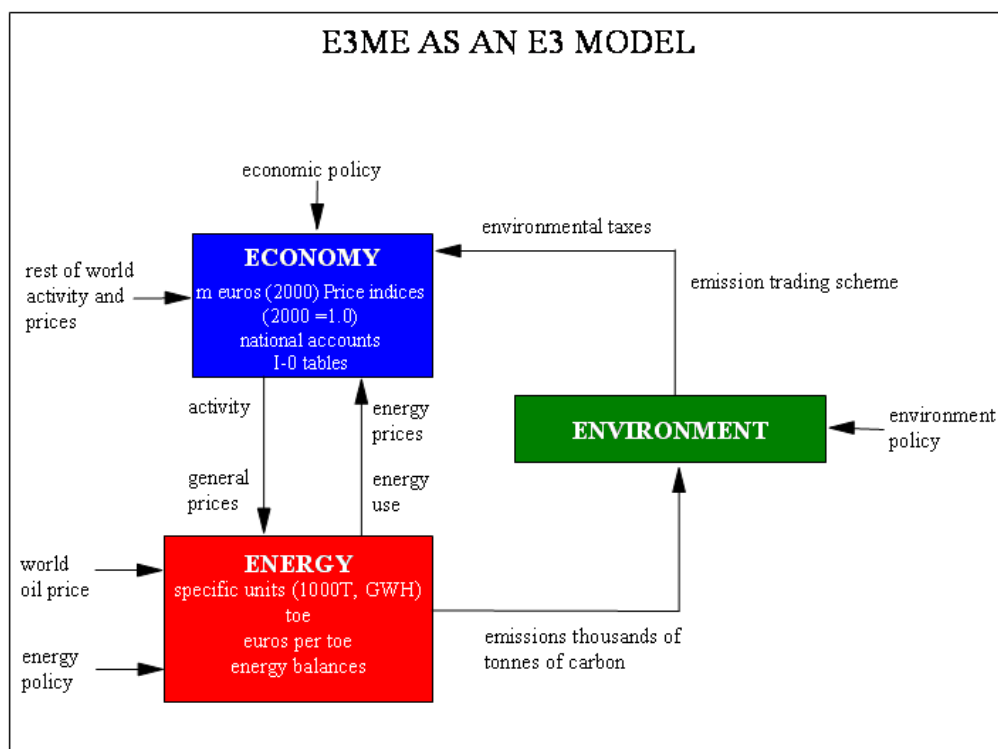 E3ME AS AN E3 MODEL
economic policy
environmental taxes
ECONOMY
m euros (2000) Price indices
(2000 =1.0)
national accounts
I-0 tables
rest of world
activity and
prices
emission trading scheme
activity
energy
prices
general
prices
energy
use
ENVIRONMENT
environment
policy
ENERGY
specific units (1000T, GWH)
toe
euros per toe
energy balances
world
oil price
energy
policy
emissions thousands of
tonnes of carbon